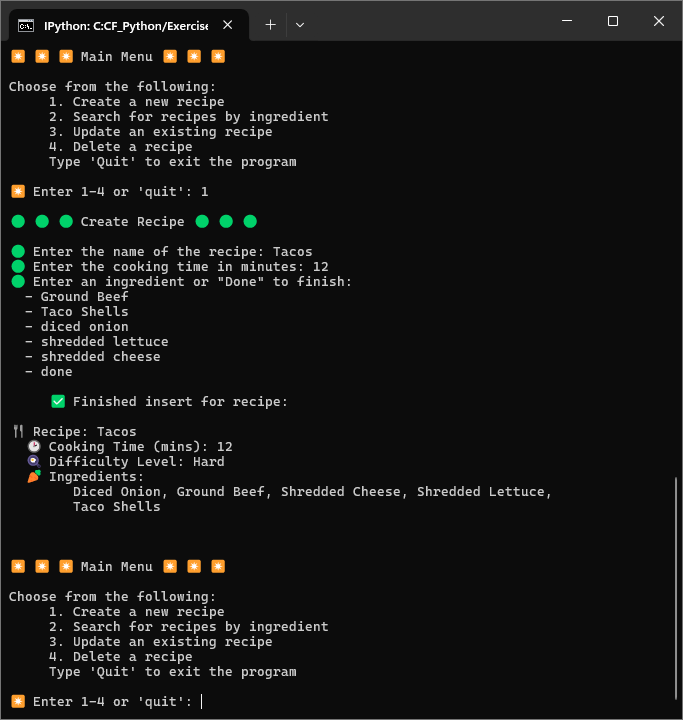 IPython: C:CF_Python/Exercise
Main Menu
Choose from the following:
1. Create a new recipe
2. Search for recipes by ingredient
3. Update an existing recipe
4. Delete a recipe
Type 'Quit' to exit the program
Enter 1-4 or 'quit': 1
Create Recipe
Enter the name of the recipe: Tacos
Enter the cooking time in minutes: 12
Enter an ingredient or "Done" to finish:
- Ground Beef
- Taco Shells
- diced onion
- shredded lettuce
- shredded cheese
- done
Finished insert for recipe:
Recipe: Tacos
Cooking Time (mins): 12
Difficulty Level: Hard
Ingredients:
Diced Onion, Ground Beef, Shredded Cheese, Shredded Lettuce,
Taco Shells
Main Menu
Choose from the following:
1. Create a new recipe
2. Search for recipes by ingredient
3. Update an existing recipe
4. Delete a recipe
Type 'Quit' to exit the program
Enter 1-4 or 'quit':